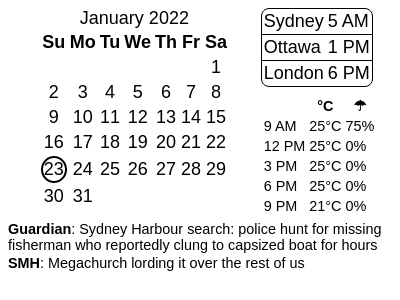 January 2022
Su Mo Tu We Th Fr Sa
1
2 3 4 5 6 7 8
9 10 11 12 13 14 15
16 17 18 19 20 21 22
23 24 25 26 27 28 29
30 31
Sydney 5 AM
Ottawa 1 PM
London 6 PM
°C ☂
9 AM 25°C 75%
12 PM 25°C 0%
3 PM 25°C 0%
6 PM 25°C 0%
9 PM 21°C 0%
Guardian: Sydney Harbour search: police hunt for missing
fisherman who reportedly clung to capsized boat for hours
SMH: Megachurch lording it over the rest of us